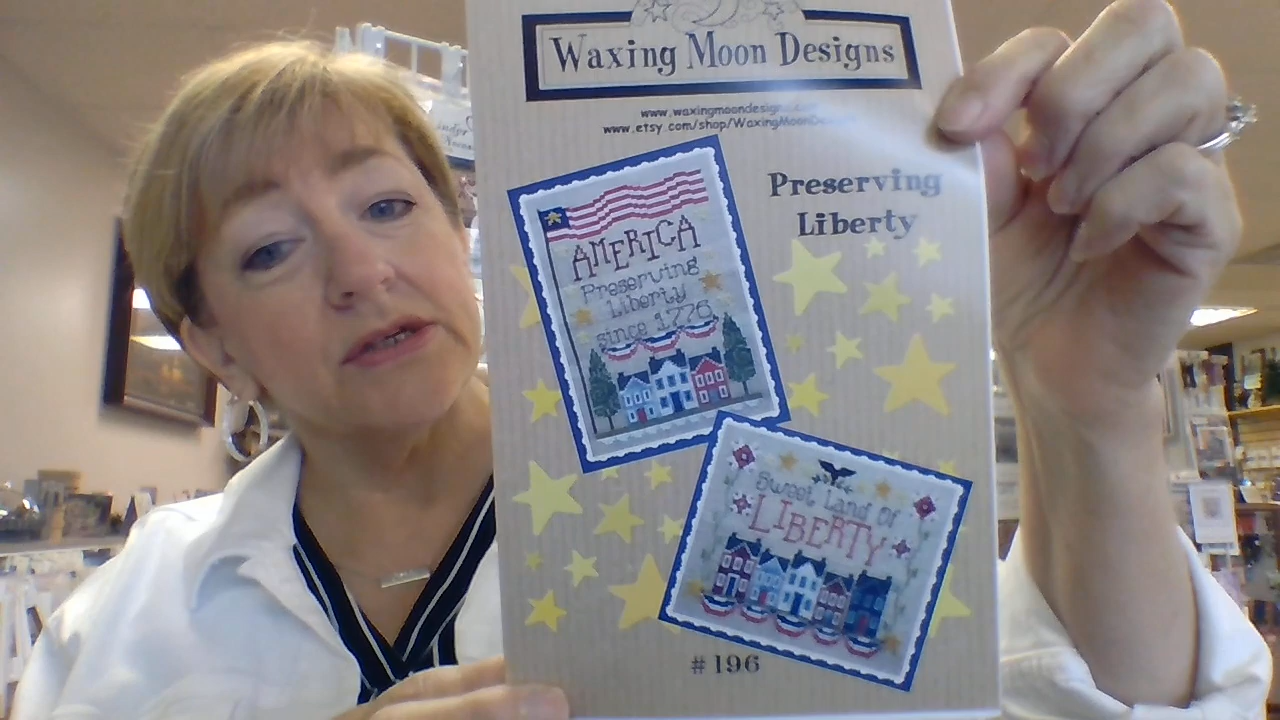 Waxing Moon Designs
www.waxingmoondesigns.com
www.etsy.com/shop/WaxingMoonDesigns
Preserving
Liberty
AMERICA
Preserving
Liberty
since 1776
Sweet Land Of
LIBERTY
#196